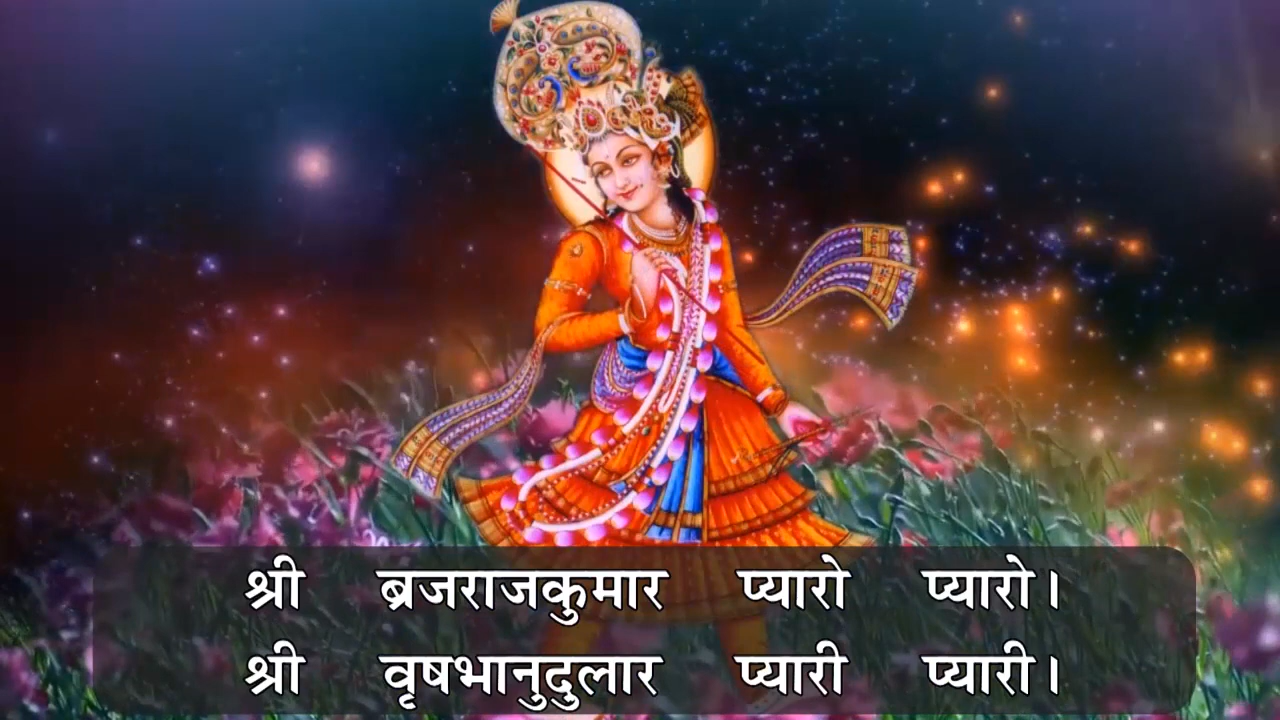 श्री ब्रजराजकुमार प्यारो प्यारो।
श्री वृषभानुदुलार प्यारी प्यारी।